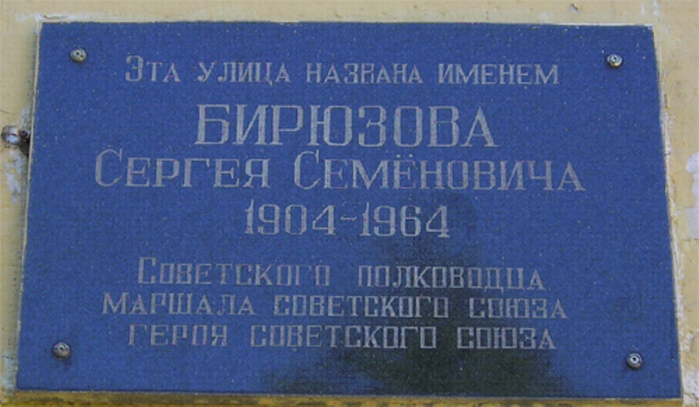 Эта улица названа именем
БИРЮЗОВА
Сергея Семёновича
1904-1964
Советского полководца
маршала советского союза
героя советского союза